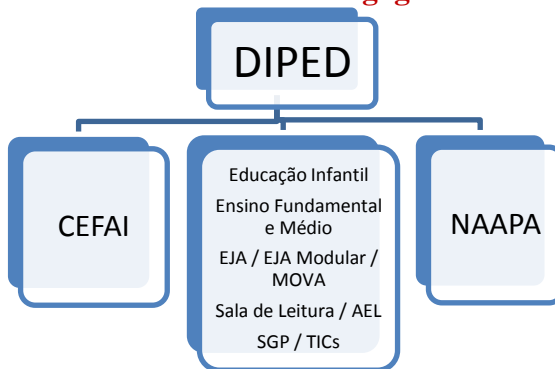 DIPED
CEFAI
Educação Infantil
Ensino Fundamental
e Médio
EJA / EJA Modular /
MOVA
Sala de Leitura / AEL
SGP / TICs
NAAPA